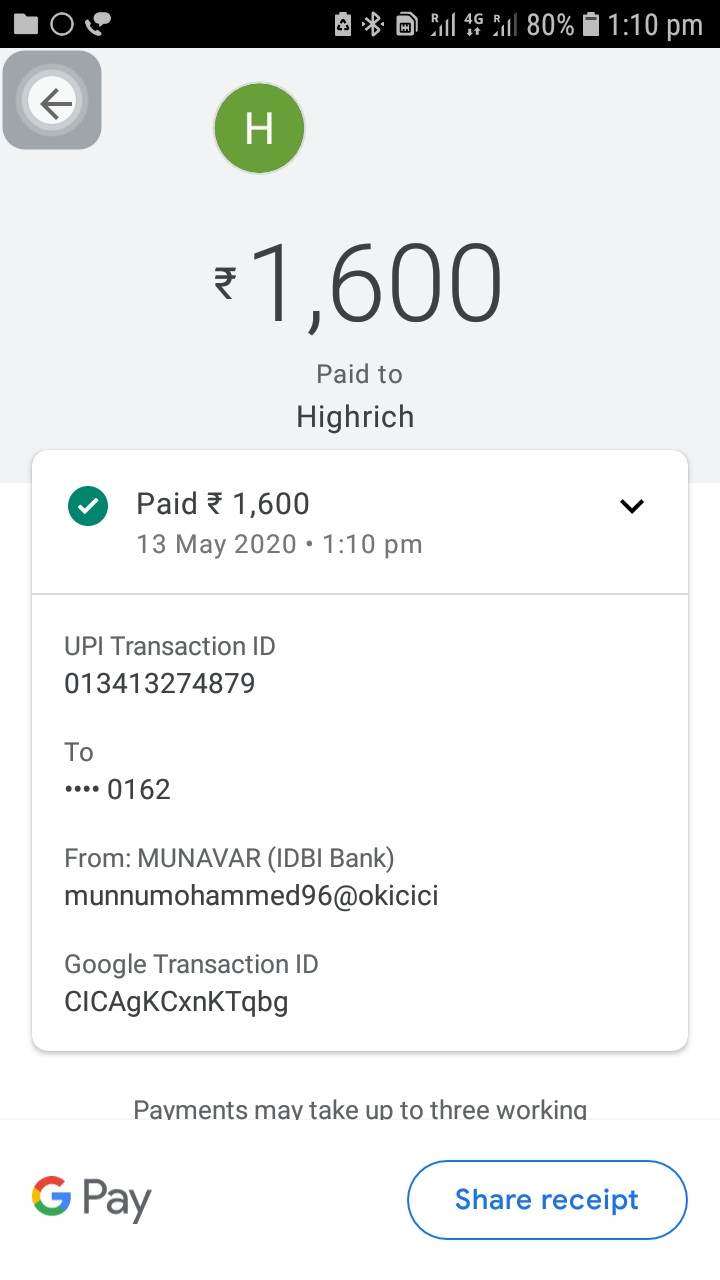 R 4G R 80% 1:10 pm
H
₹1,600
Paid to
Highrich
Paid ₹ 1,600
13 May 2020 • 1:10 pm
UPI Transaction ID
013413274879
To
•••• 0162
From: MUNAVAR (IDBI Bank)
munnumohammed96@okicici
Google Transaction ID
CICAgKCxnKTqbg
Payments may take up to three working
G Pay
Share receipt